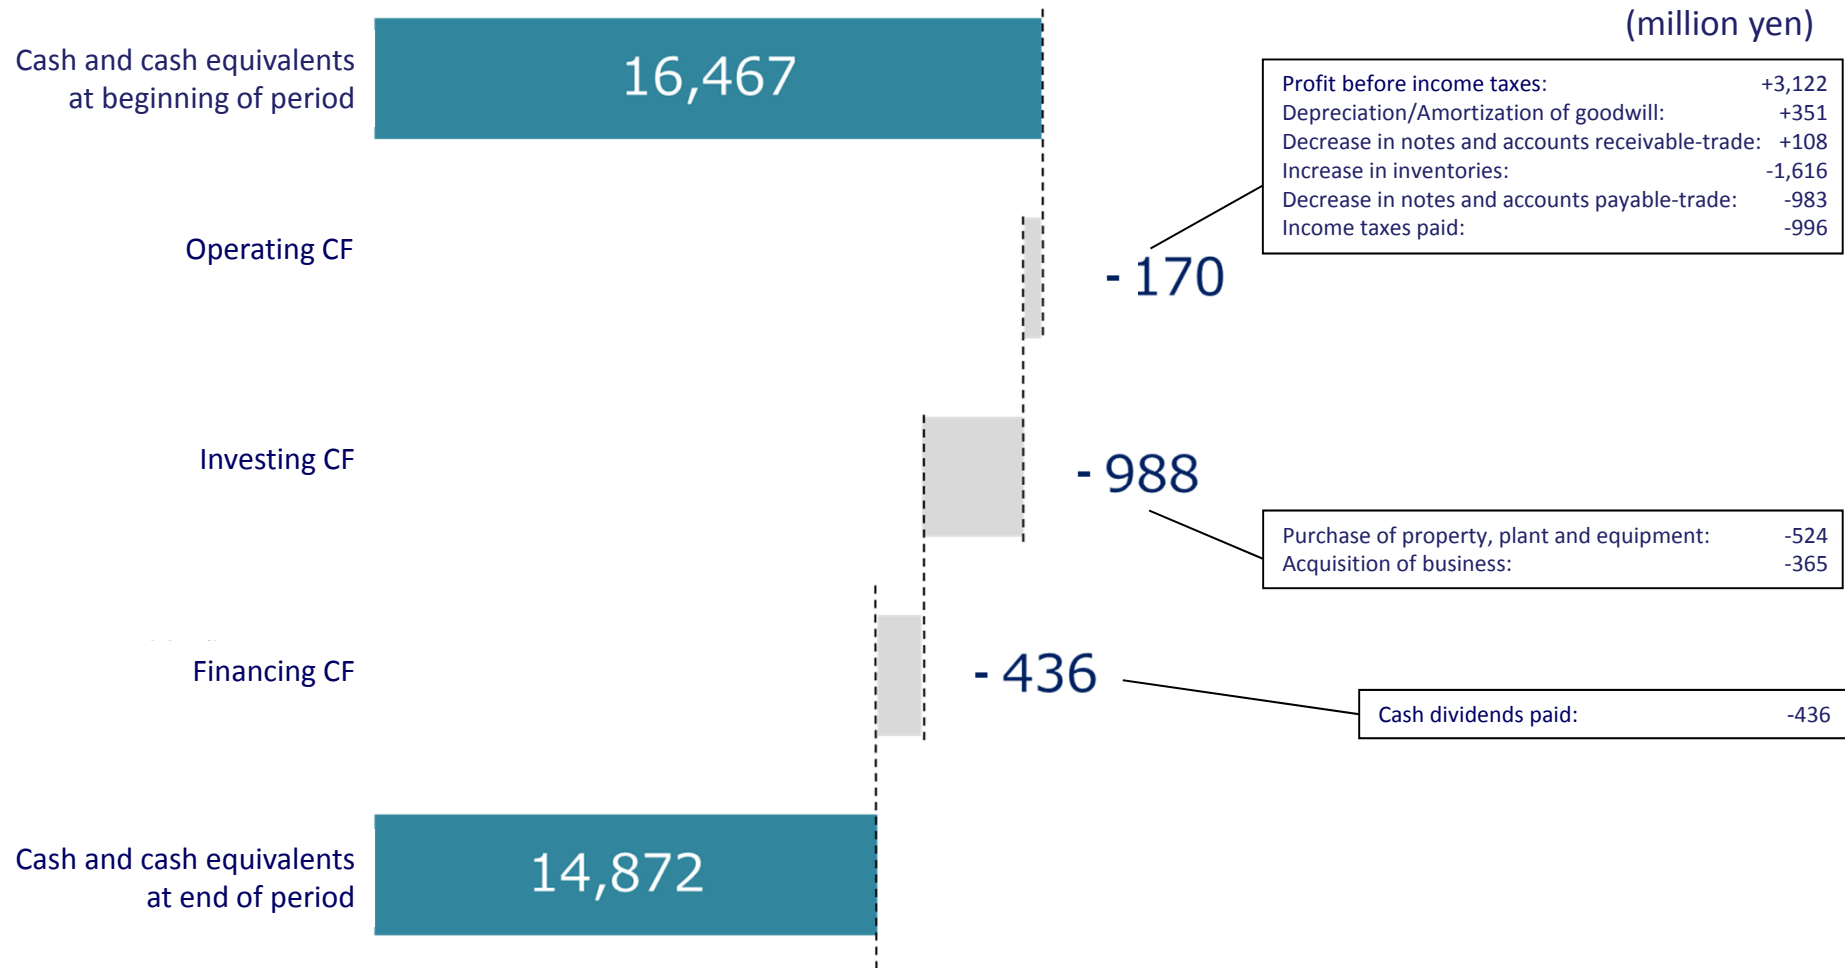 (million yen)
Cash and cash equivalents
at beginning of period
16,467
Profit before income taxes: +3,122
Depreciation/Amortization of goodwill: +351
Decrease in notes and accounts receivable-trade: +108
Increase in inventories: -1,616
Decrease in notes and accounts payable-trade: -983
Income taxes paid: -996
Operating CF
- 170
Investing CF
- 988
Purchase of property, plant and equipment: -524
Acquisition of business: -365
Financing CF
- 436
Cash dividends paid: -436
Cash and cash equivalents
at end of period
14,872